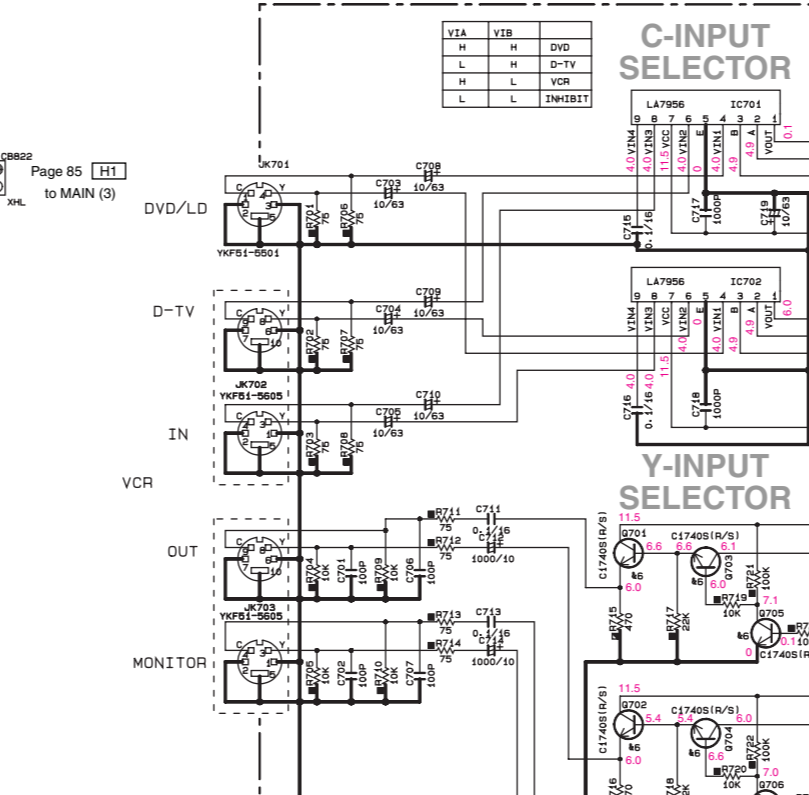 VIA VIB
H H DVD
L H D-TV
H L VCR
L L INHIBIT
C-INPUT
SELECTOR
LA7956 IC701
9 8 7 6 5 4 3 2 1
VIN4 VIN3 VCC VIN2 E VIN1 B A VOUT
4.0 4.0 11.5 4.0 0 4.0 4.9 4.9 0.1
CB822
XHL
Page 85 H1
to MAIN (3)
JK701
DVD/LD
C Y
YKF51-5501
R701
75
R706
75
C703
10/63
C708
10/63
C715
0.1/16
C717
1000P
C719
10/63
LA7956 IC702
9 8 7 6 5 4 3 2 1
VIN4 VIN3 VCC VIN2 E VIN1 B A VOUT
4.0 4.0 11.5 4.0 0 4.0 4.9 4.9 6.0
D-TV
C Y
R702
75
R707
75
C704
10/63
C709
10/63
JK702
YKF51-5605
IN
C Y
R703
75
R708
75
C705
10/63
C710
10/63
C716
0.1/16
C718
1000P
VCR
Y-INPUT
SELECTOR
OUT
C Y
R704
10K
C701
100P
R709
10K
C706
100P
R711
75
C711
0.1/16
R712
75
C712
1000/10
JK703
YKF51-5605
MONITOR
C Y
R705
10K
C702
100P
R710
10K
C707
100P
R713
75
C713
0.1/16
R714
75
C714
1000/10
11.5
Q701
C1740S(R/S)
6.6 6.6
C1740S(R/S)
6.1
&6
6.0
&6
6.0
Q703
R721
100K
R719
10K
7.1
Q705
R715
470
R717
22K
&6
0.1
0
C1740S(R
11.5
Q702
C1740S(R/S)
5.4 5.4
C1740S(R/S)
6.0
&6
6.0
&6
6.6
Q704
R722
100K
R720
10K
7.0
Q706